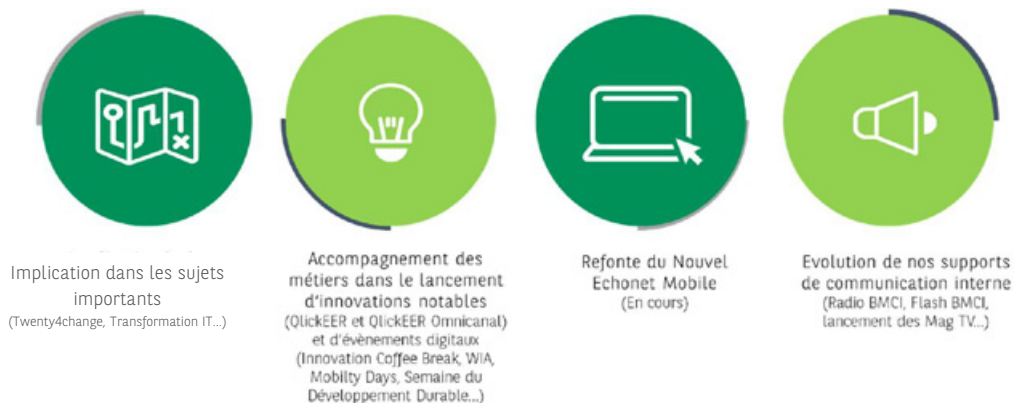 Implication dans les sujets
importants
(Twenty4change, Transformation IT...)
Accompagnement des
métiers dans le lancement
d'innovations notables
(QlickEER et QlickEER Omnicanal)
et d'évènements digitaux
(Innovation Coffee Break, WIA,
Mobilty Days, Semaine du
Développement Durable...)
Refonte du Nouvel
Echonet Mobile
(En cours)
Evolution de nos supports
de communication interne
(Radio BMCI, Flash BMCI,
lancement des Mag TV...)